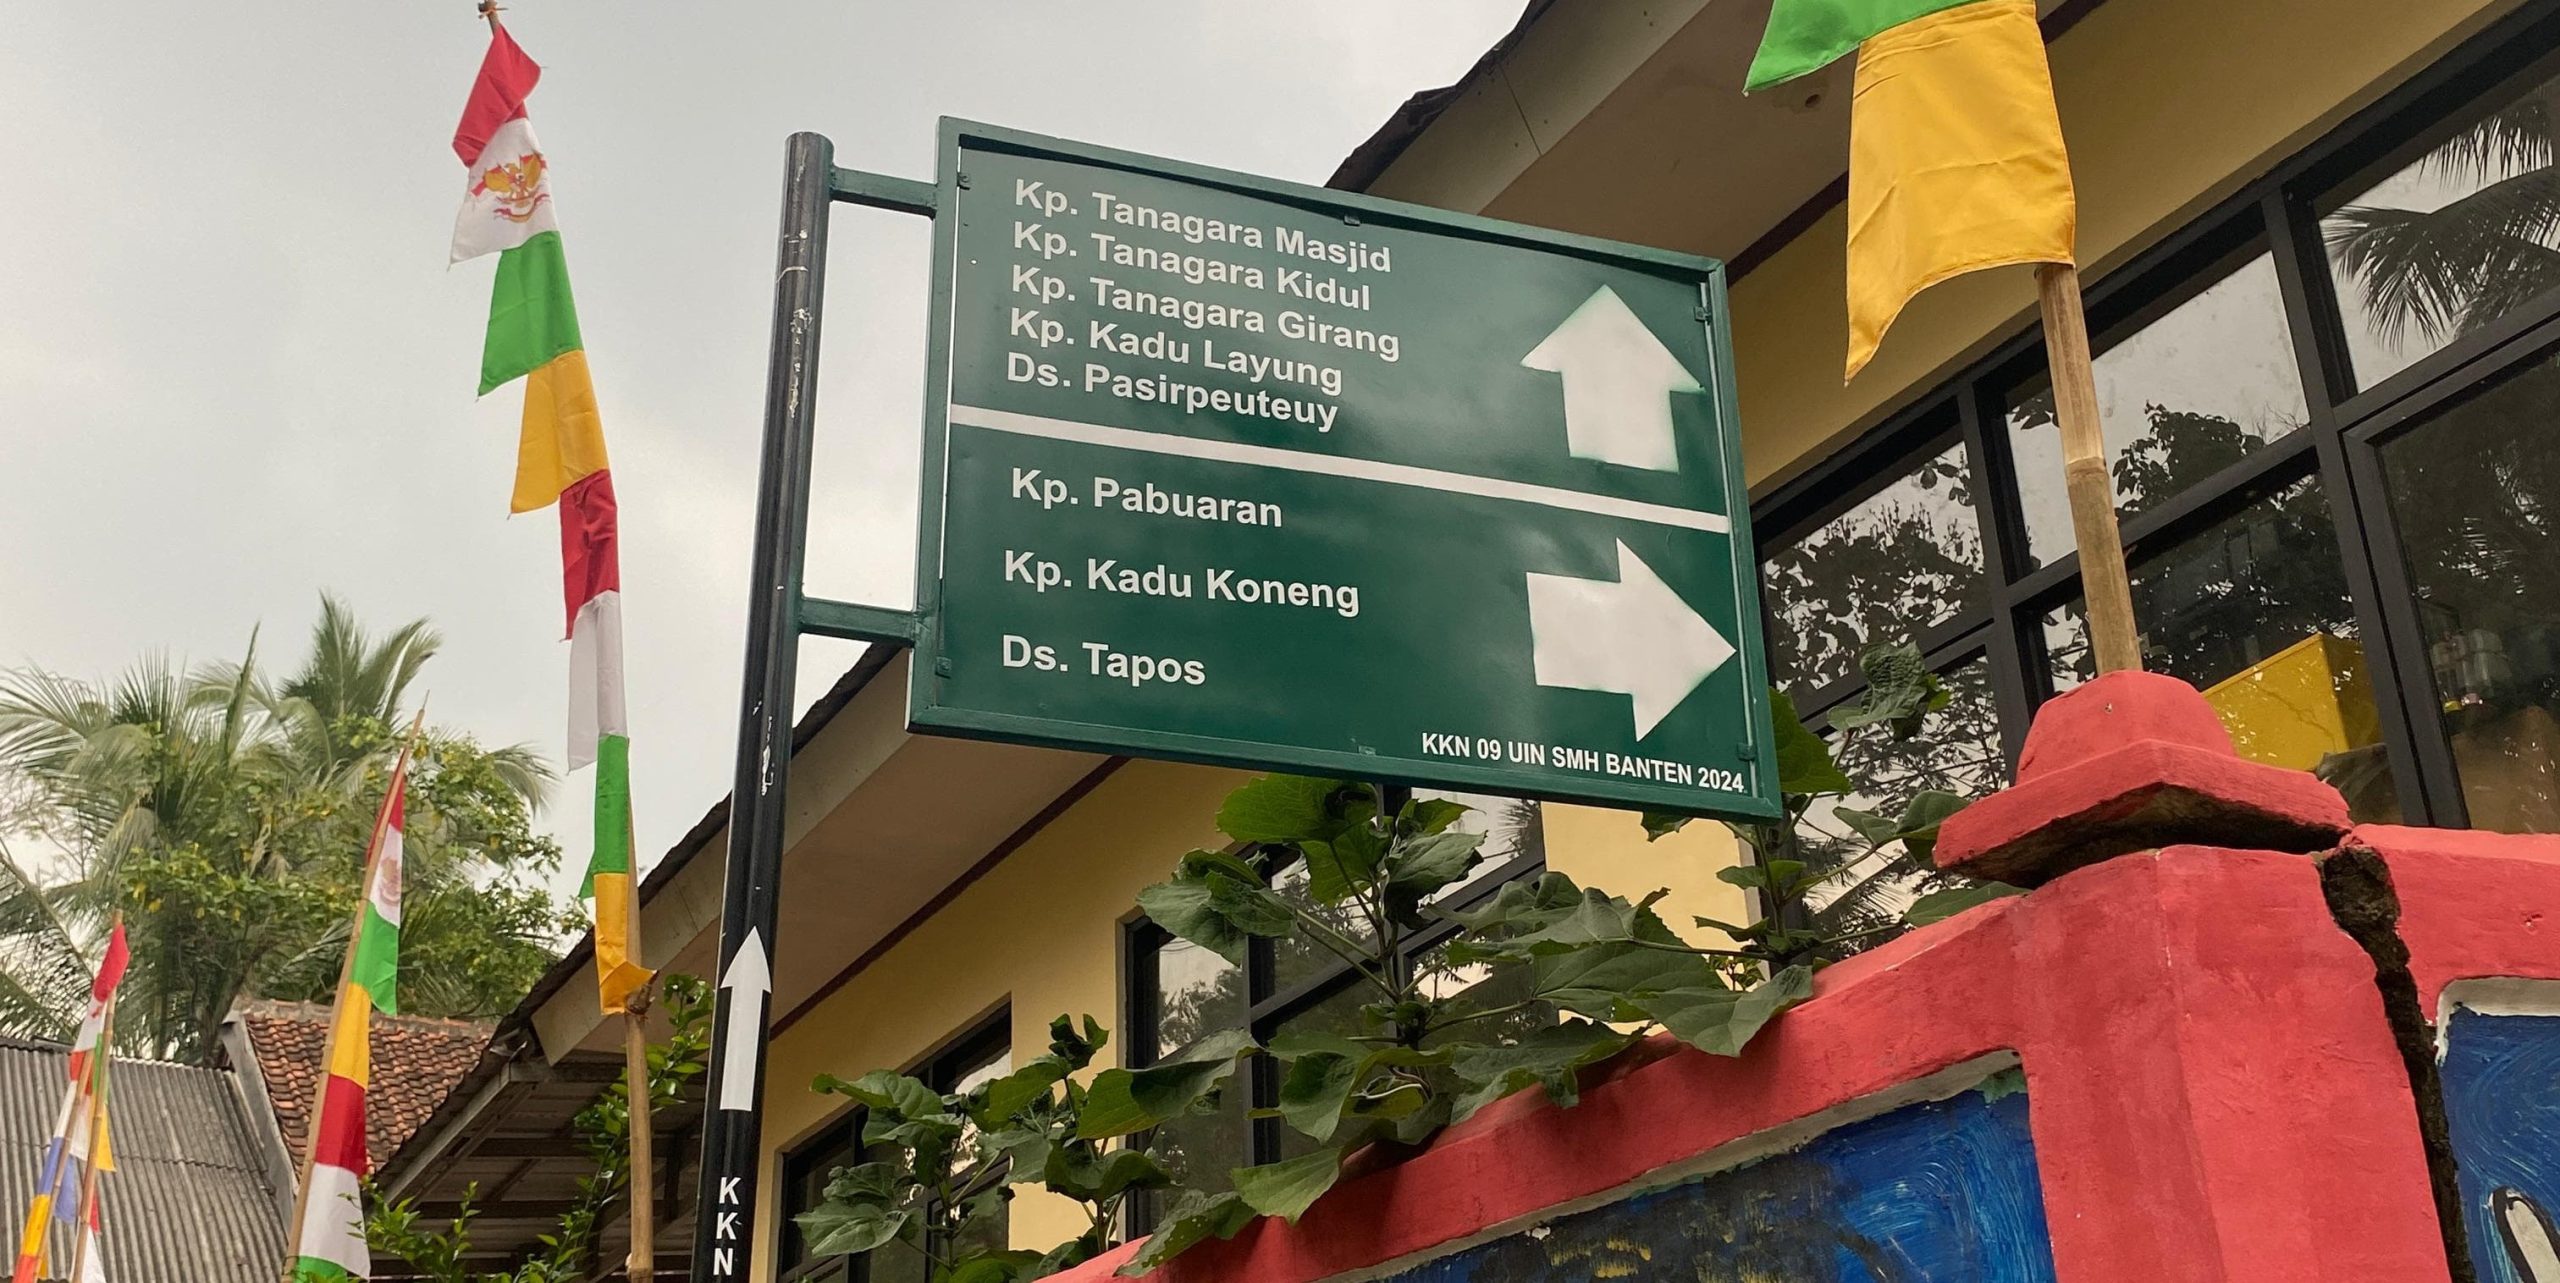 Kp. Tanagara Masjid
Kp. Tanagara Kidul
Kp. Tanagara Girang
Kp. Kadu Layung
Ds. Pasirpeuteuy
Kp. Pabuaran
Kp. Kadu Koneng
Ds. Tapos
KKN 09 UIN SMH BANTEN 2024
KKN